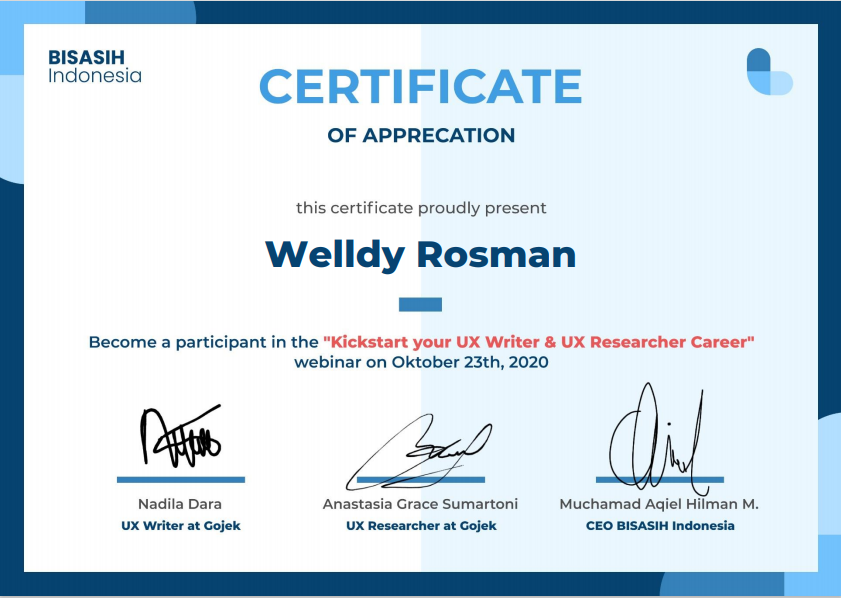 BISASIH
Indonesia
CERTIFICATE
OF APPRECATION
this certificate proudly present
Welldy Rosman
Become a participant in the "Kickstart your UX Writer & UX Researcher Career"
webinar on Oktober 23th, 2020
Nadila Dara
Anastasia Grace Sumartoni
Muchamad Aqiel Hilman M.
UX Writer at Gojek
UX Researcher at Gojek
CEO BISASIH Indonesia